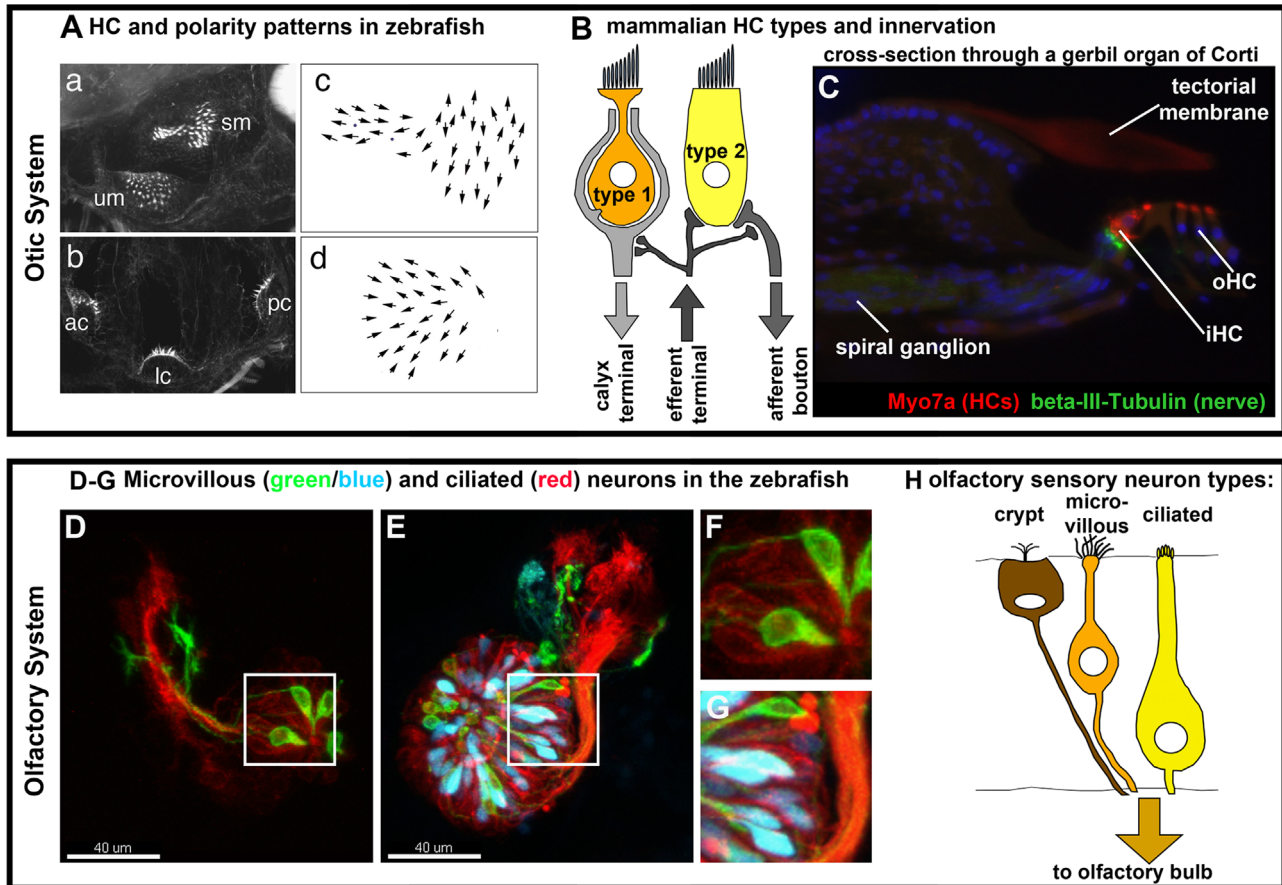 Otic System
A HC and polarity patterns in zebrafish
a
sm
um
b
ac
pc
lc
c
d
B mammalian HC types and innervation
type 1
type 2
calyx
terminal
efferent
terminal
afferent
bouton
cross-section through a gerbil organ of Corti
C
tectorial
membrane
oHC
iHC
spiral ganglion
Myo7a (HCs) beta-III-Tubulin (nerve)
Olfactory System
D-G Microvillous (green/blue) and ciliated (red) neurons in the zebrafish
D
40 um
E
40 um
F
G
H olfactory sensory neuron types:
crypt
micro-
villous
ciliated
to olfactory bulb